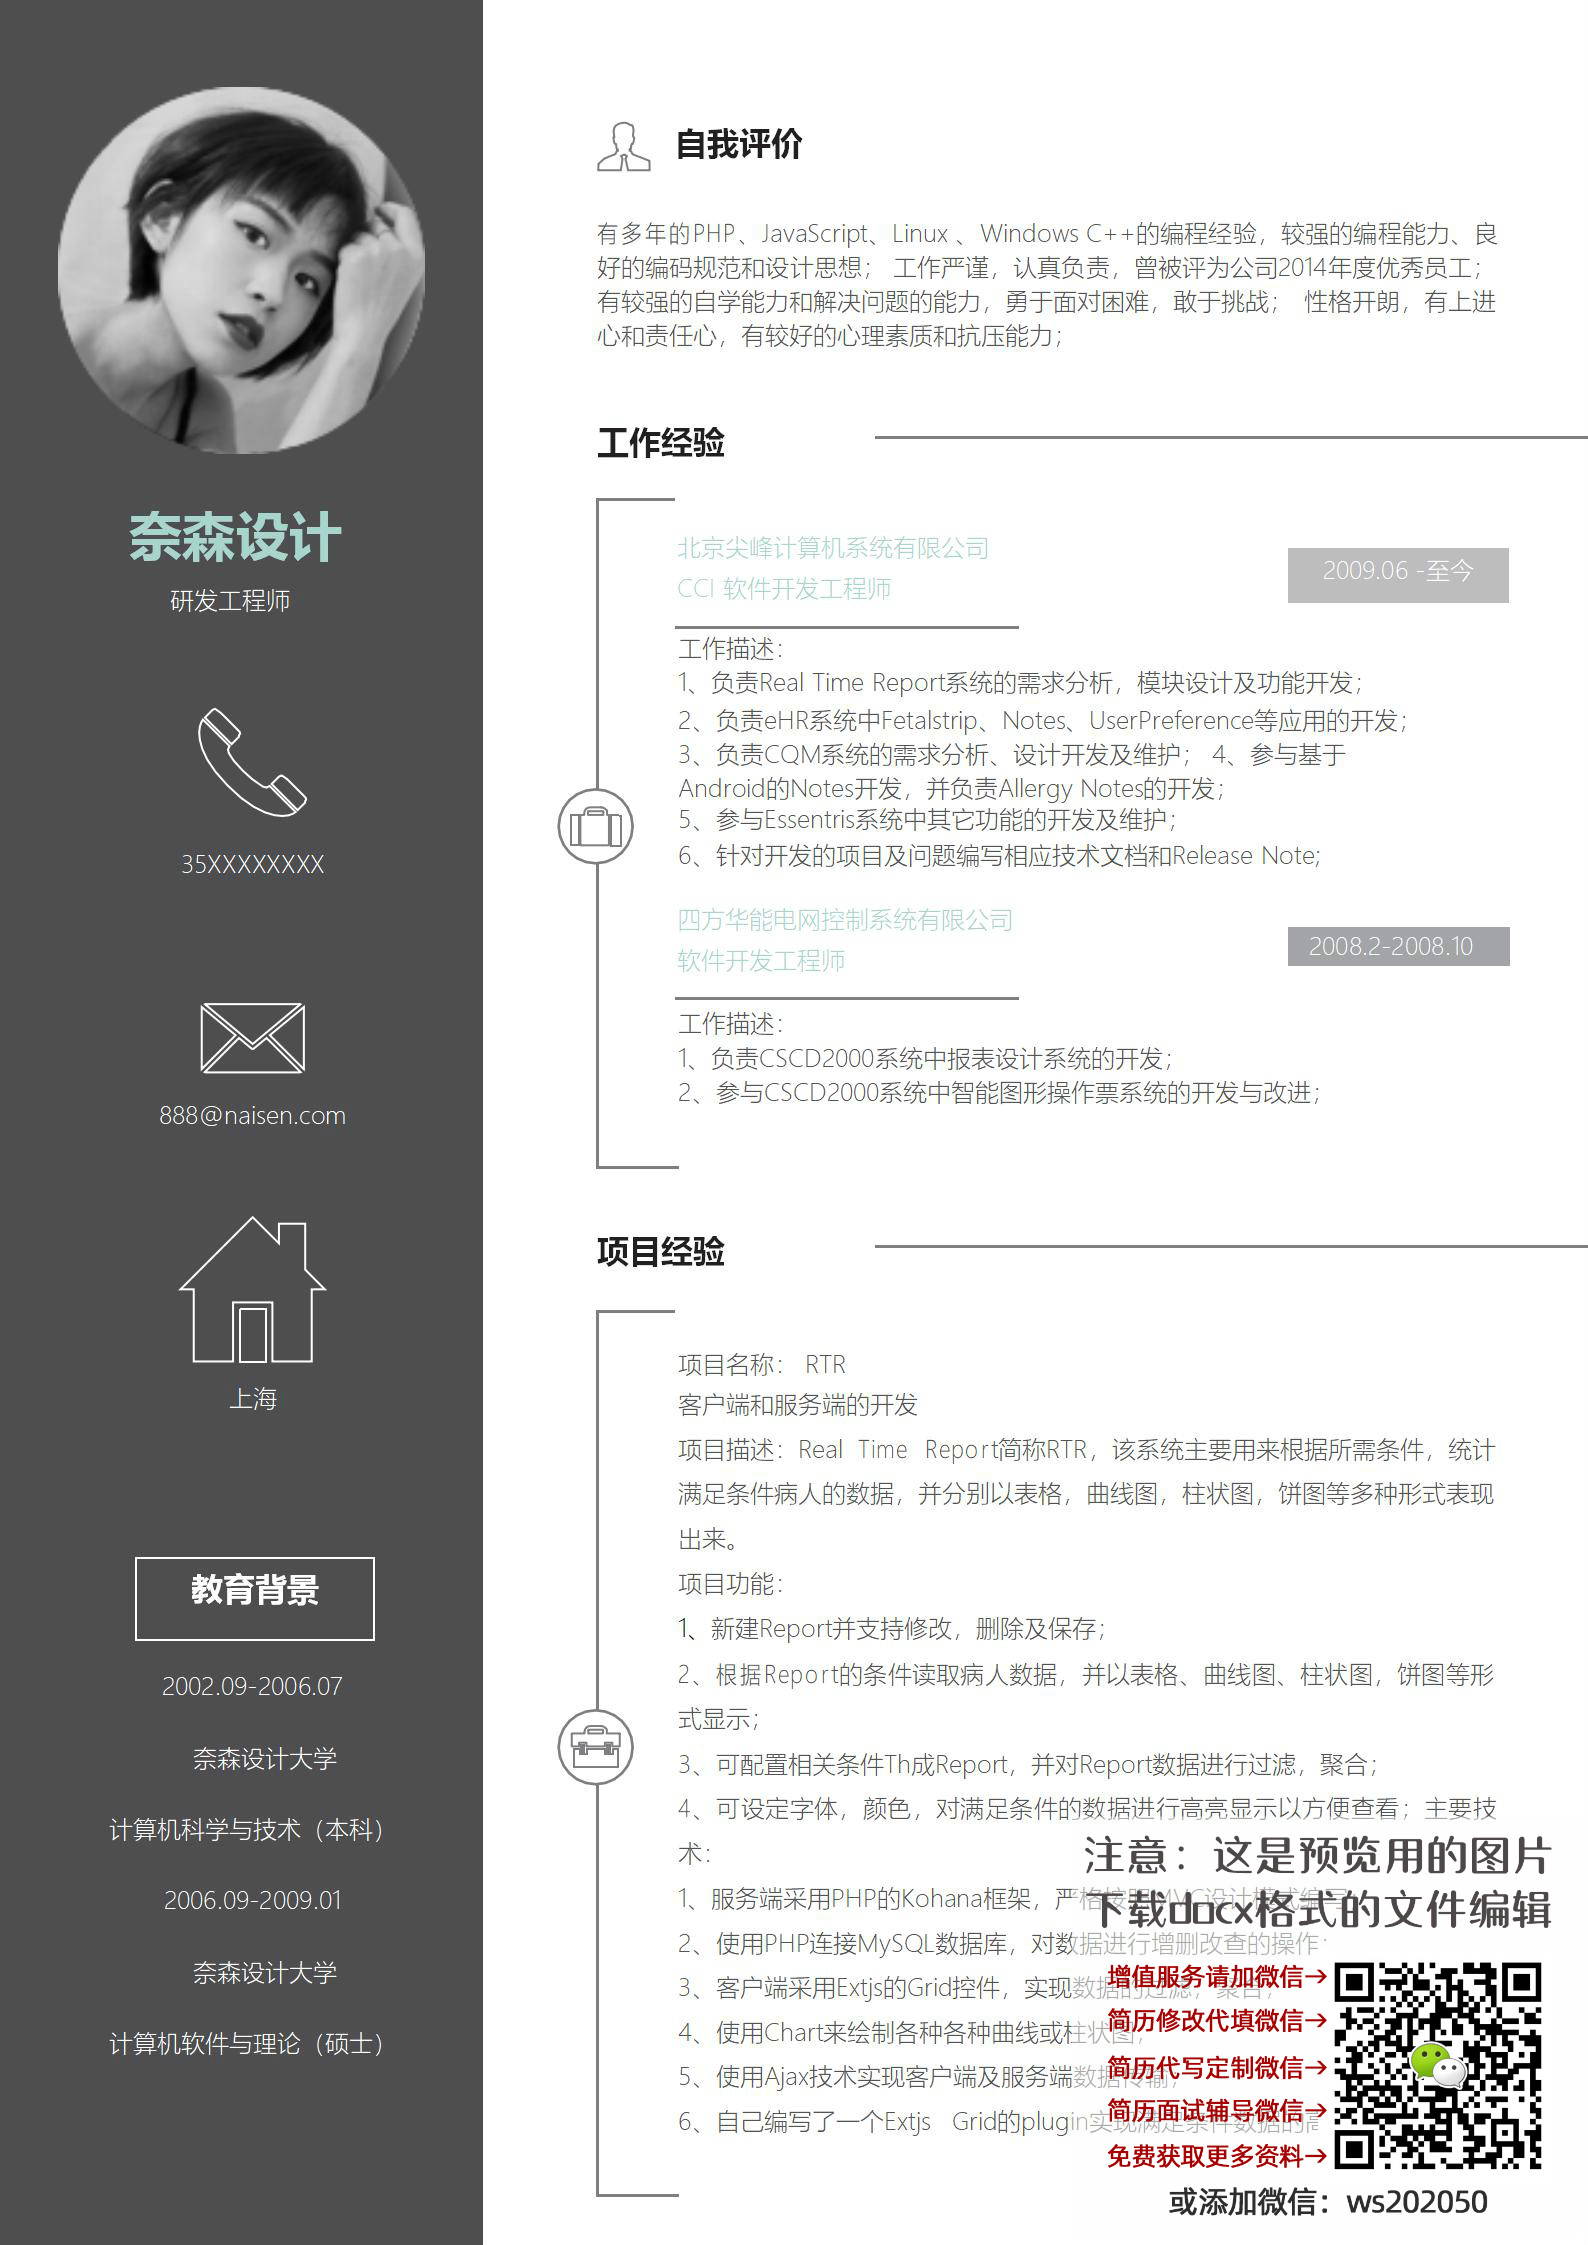 奈森设计
研发工程师
35XXXXXXXX
888@naisen.com
上海
教育背景
2002.09-2006.07
奈森设计大学
计算机科学与技术（本科）
2006.09-2009.01
奈森设计大学
计算机软件与理论（硕士）
自我评价
有多年的PHP、JavaScript、Linux 、Windows C++的编程经验，较强的编程能力、良
好的编码规范和设计思想； 工作严谨，认真负责，曾被评为公司2014年度优秀员工；
有较强的自学能力和解决问题的能力，勇于面对困难，敢于挑战； 性格开朗，有上进
心和责任心，有较好的心理素质和抗压能力；
工作经验
北京尖峰计算机系统有限公司
CCI 软件开发工程师
2009.06 -至今
工作描述：
1、负责Real Time Report系统的需求分析，模块设计及功能开发；
2、负责eHR系统中Fetalstrip、Notes、UserPreference等应用的开发；
3、负责CQM系统的需求分析、设计开发及维护； 4、参与基于
Android的Notes开发，并负责Allergy Notes的开发；
5、参与Essentris系统中其它功能的开发及维护；
6、针对开发的项目及问题编写相应技术文档和Release Note;
四方华能电网控制系统有限公司
软件开发工程师
2008.2-2008.10
工作描述：
1、负责CSCD2000系统中报表设计系统的开发；
2、参与CSCD2000系统中智能图形操作票系统的开发与改进；
项目经验
项目名称： RTR
客户端和服务端的开发
项目描述：Real Time Report简称RTR，该系统主要用来根据所需条件，统计
满足条件病人的数据，并分别以表格，曲线图，柱状图，饼图等多种形式表现
出来。
项目功能：
1、新建Report并支持修改，删除及保存；
2、根据Report的条件读取病人数据，并以表格、曲线图、柱状图，饼图等形
式显示；
3、可配置相关条件Th成Report，并对Report数据进行过滤，聚合；
4、可设定字体，颜色，对满足条件的数据进行高亮显示以方便查看；主要技
术：
1、服务端采用PHP的Kohana框架，严格按照MVC设计模式编写
2、使用PHP连接MySQL数据库，对数据进行增删改查的操作
3、客户端采用Extjs的Grid控件，实现数据的过滤，聚合；
4、使用Chart来绘制各种各种曲线或柱状图；
5、使用Ajax技术实现客户端及服务端数据传输；
6、自己编写了一个Extjs Grid的plugin实现满足条件数据的高
注意：这是预览用的图片
下载docx格式的文件编辑
增值服务请加微信→
简历修改代填微信→
简历代写定制微信→
简历面试辅导微信→
免费获取更多资料→
或添加微信：ws202050